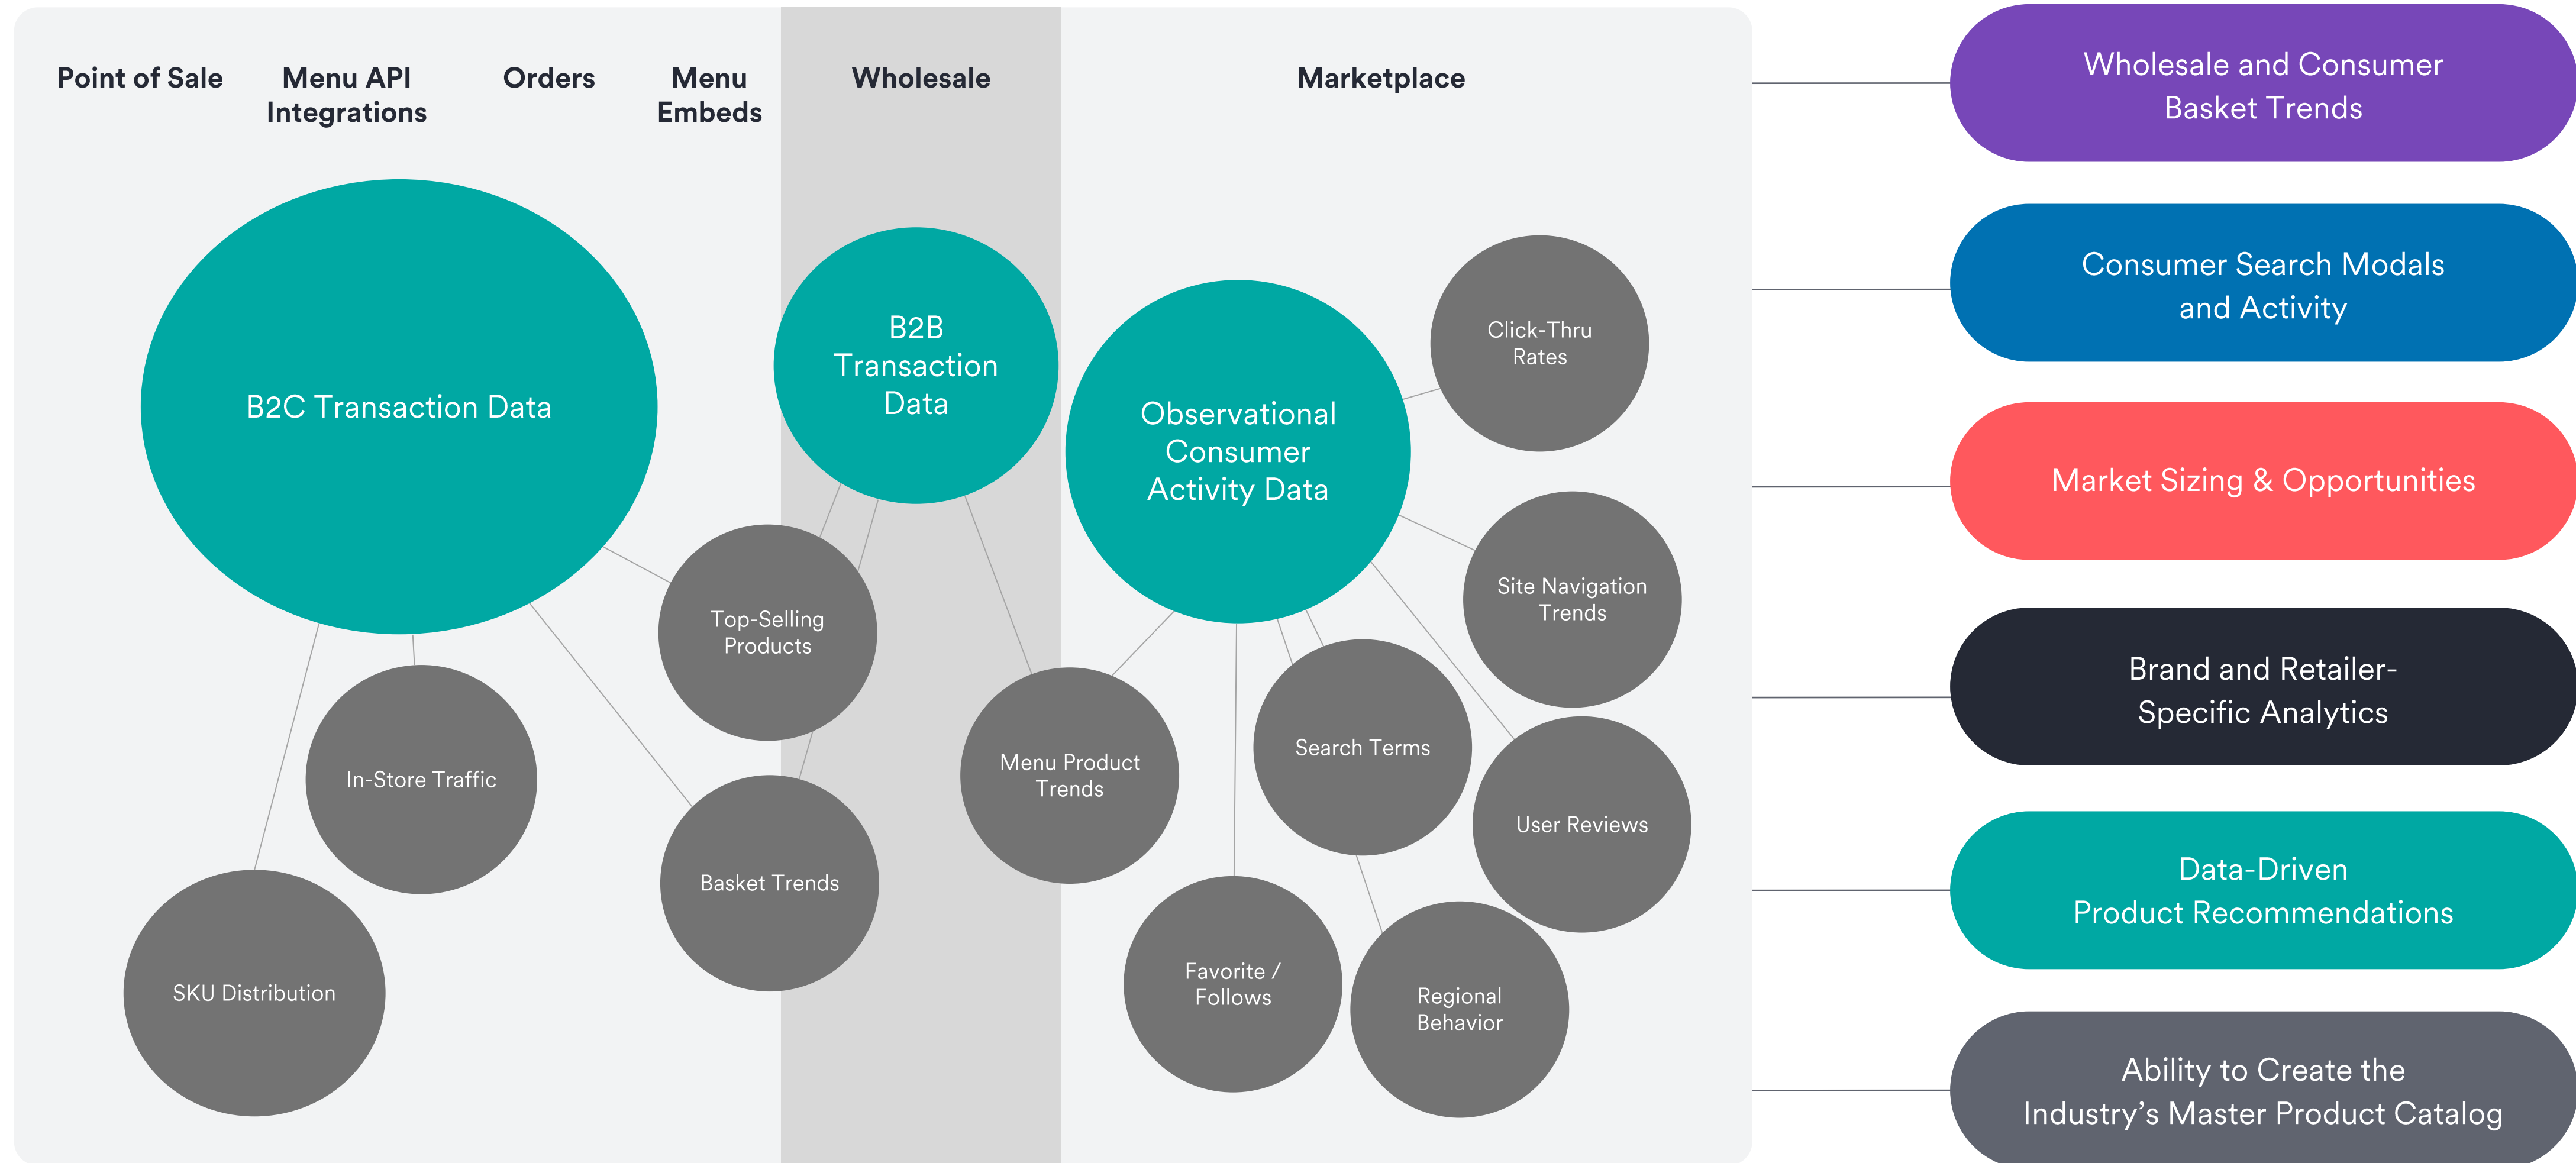 Point of Sale
Menu API
Integrations
Orders
Menu
Embeds
Wholesale
Marketplace
B2C Transaction Data
B2B
Transaction
Data
Observational
Consumer
Activity Data
Click-Thru
Rates
Site Navigation
Trends
Top-Selling
Products
In-Store Traffic
Menu Product
Trends
Search Terms
User Reviews
Basket Trends
SKU Distribution
Favorite /
Follows
Regional
Behavior
Wholesale and Consumer
Basket Trends
Consumer Search Modals
and Activity
Market Sizing & Opportunities
Brand and Retailer-
Specific Analytics
Data-Driven
Product Recommendations
Ability to Create the
Industry’s Master Product Catalog